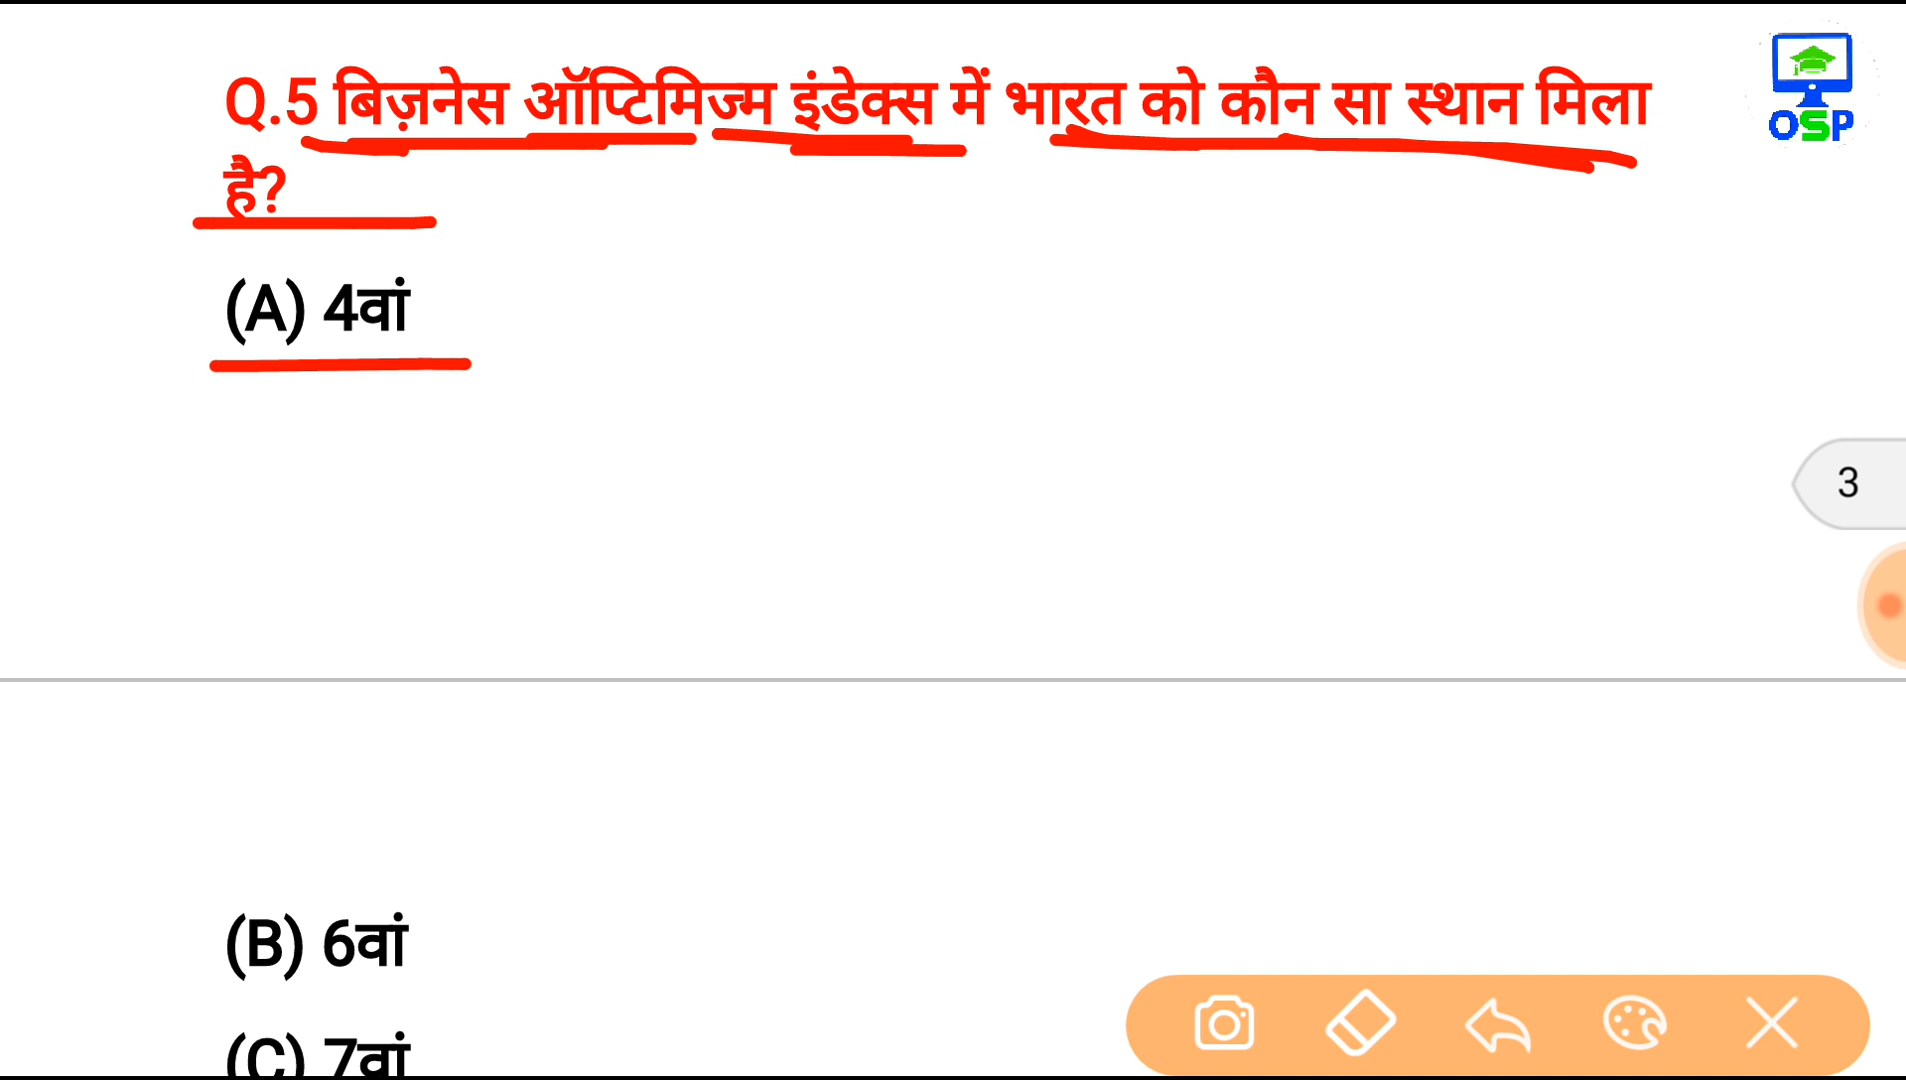 Q.5 बिज़नेस ऑप्टिमिज्म इंडेक्स में भारत को कौन सा स्थान मिला
है?
OSP
(A) 4वां
3
(B) 6वां
(C) 7वां